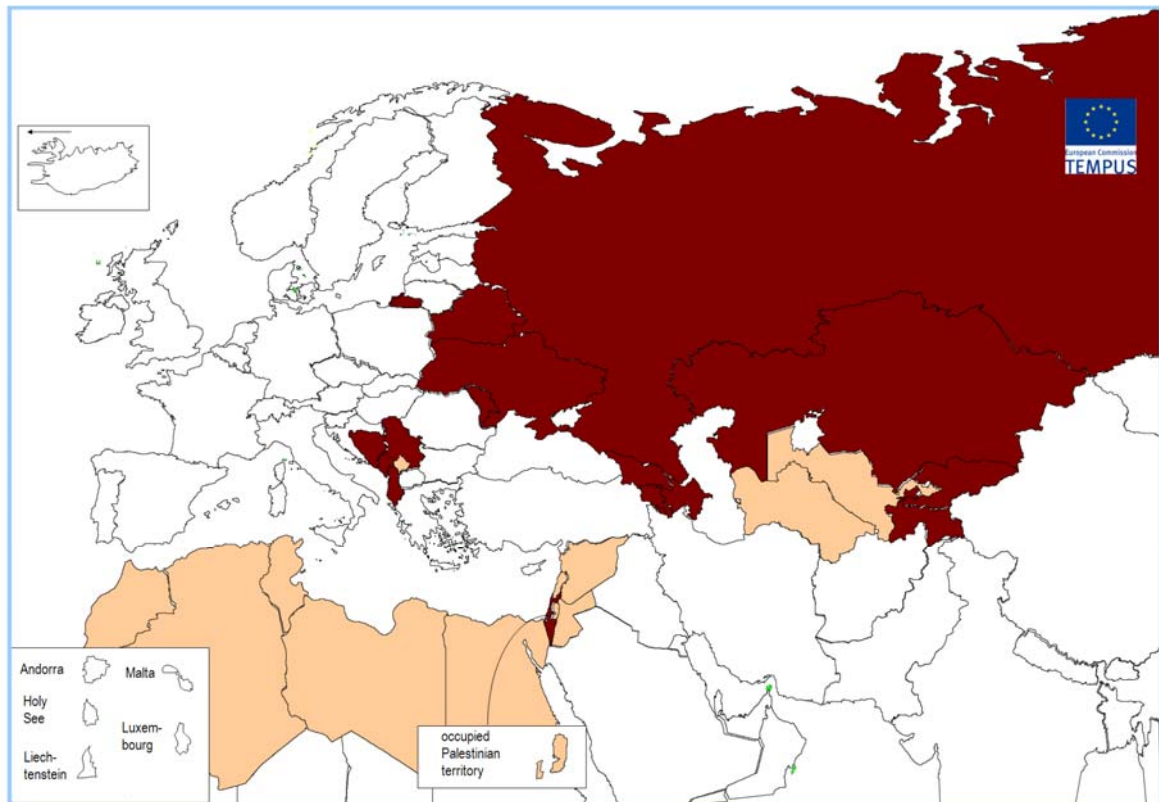 European Commission
TEMPUS
Andorra
Malta
Holy
See
Luxem-
bourg
Liech-
tenstein
occupied
Palestinian
territory